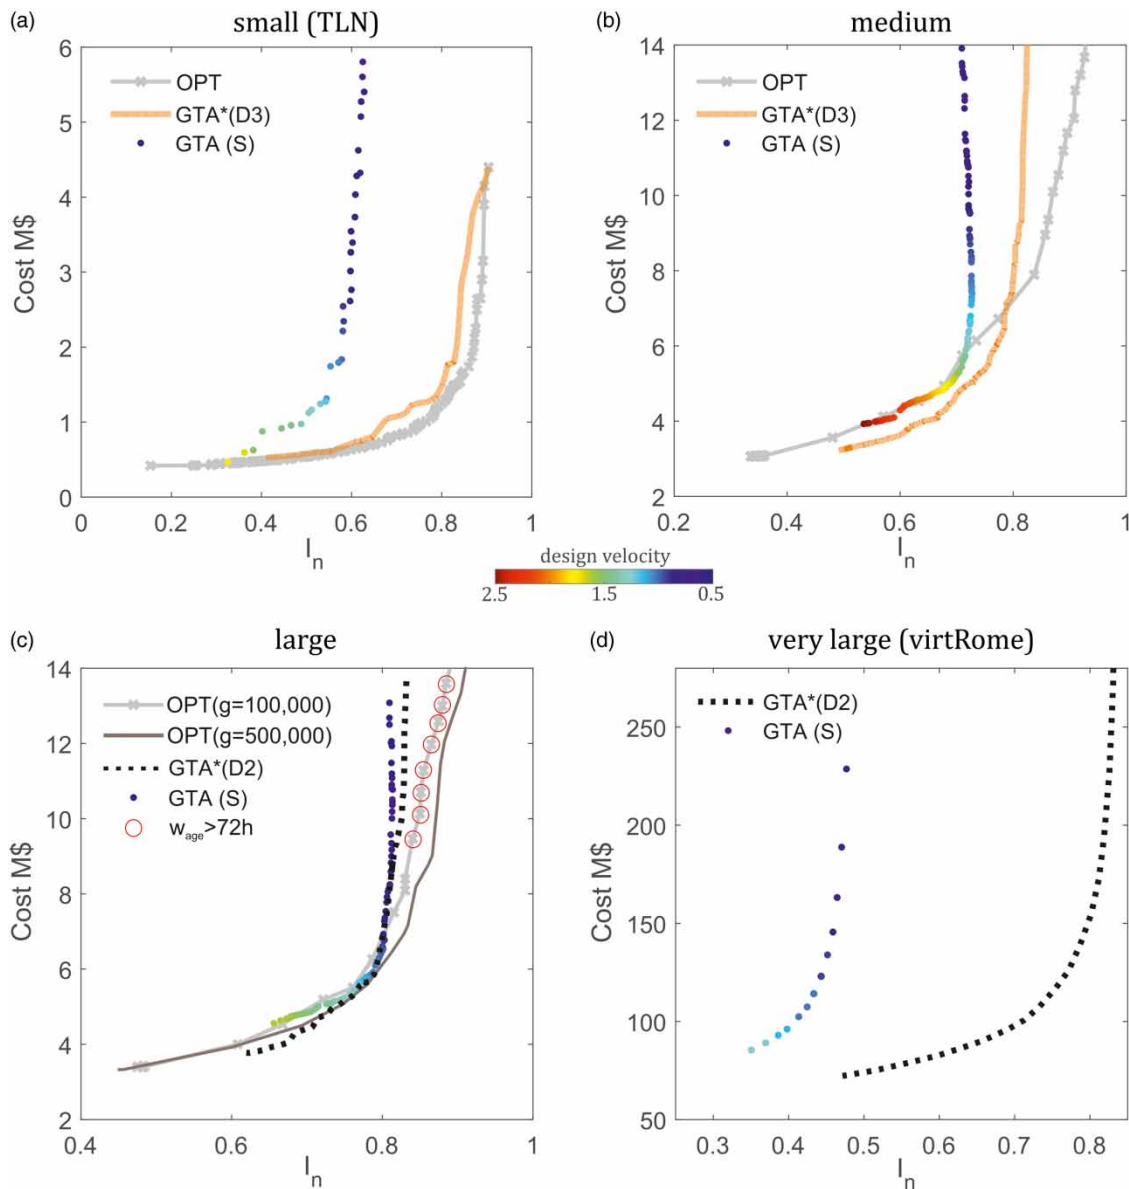 (a) small (TLN)
6
5
4
3
2
1
0
Cost M$
OPT
GTA*(D3)
GTA (S)
0 0.2 0.4 0.6 0.8 1
I_n
(b) medium
14
12
10
8
6
4
2
Cost M$
OPT
GTA*(D3)
GTA (S)
0.2 0.4 0.6 0.8 1
I_n
design velocity
2.5 1.5 0.5
(c) large
14
12
10
8
6
4
2
Cost M$
OPT(g=100,000)
OPT(g=500,000)
GTA*(D2)
GTA (S)
w_age>72h
0.4 0.6 0.8 1
I_n
(d) very large (virtRome)
250
200
150
100
50
Cost M$
GTA*(D2)
GTA (S)
0.3 0.4 0.5 0.6 0.7 0.8
I_n